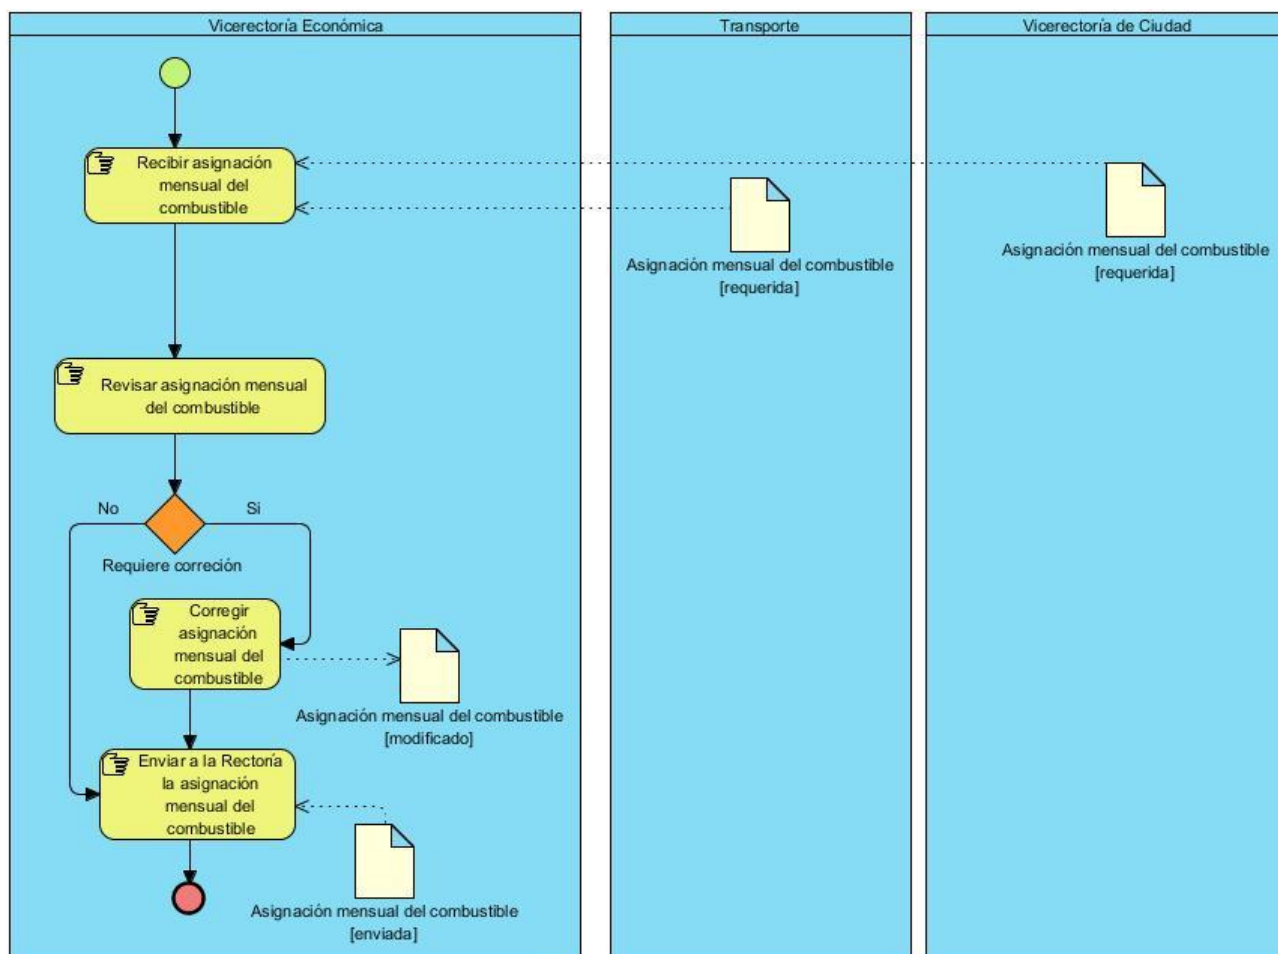 Vicerectoría Económica
Transporte
Vicerectoría de Ciudad
Recibir asignación
mensual del
combustible
Asignación mensual del combustible
[requerida]
Asignación mensual del combustible
[requerida]
Revisar asignación mensual
del combustible
No
Si
Requiere correción
Corregir
asignación
mensual del
combustible
Asignación mensual del combustible
[modificado]
Enviar a la Rectoría
la asignación
mensual del
combustible
Asignación mensual del combustible
[enviada]